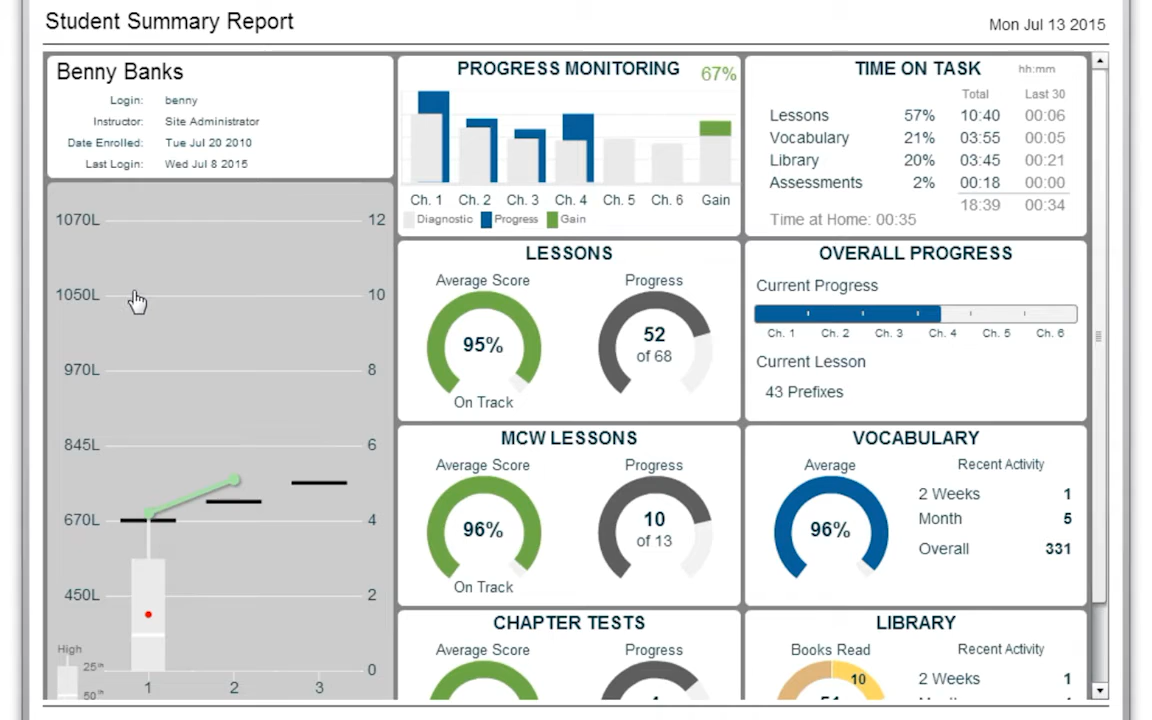 Student Summary Report
Mon Jul 13 2015
Benny Banks
Login: benny
Instructor: Site Administrator
Date Enrolled: Tue Jul 20 2010
Last Login: Wed Jul 8 2015
1070L 12
1050L 10
970L 8
845L 6
670L 4
450L 2
High
25th
0
50th
1 2 3
PROGRESS MONITORING 67%
Ch. 1 Ch. 2 Ch. 3 Ch. 4 Ch. 5 Ch. 6 Gain
Diagnostic Progress Gain
TIME ON TASK hh:mm
Total Last 30
Lessons 57% 10:40 00:06
Vocabulary 21% 03:55 00:05
Library 20% 03:45 00:21
Assessments 2% 00:18 00:00
18:39 00:34
Time at Home: 00:35
LESSONS
Average Score Progress
95% 52
of 68
On Track
OVERALL PROGRESS
Current Progress
Ch. 1 Ch. 2 Ch. 3 Ch. 4 Ch. 5 Ch. 6
Current Lesson
43 Prefixes
MCW LESSONS
Average Score Progress
96% 10
of 13
On Track
VOCABULARY
Average Recent Activity
96%
2 Weeks 1
Month 5
Overall 331
CHAPTER TESTS
Average Score Progress
LIBRARY
Books Read Recent Activity
10
2 Weeks 1